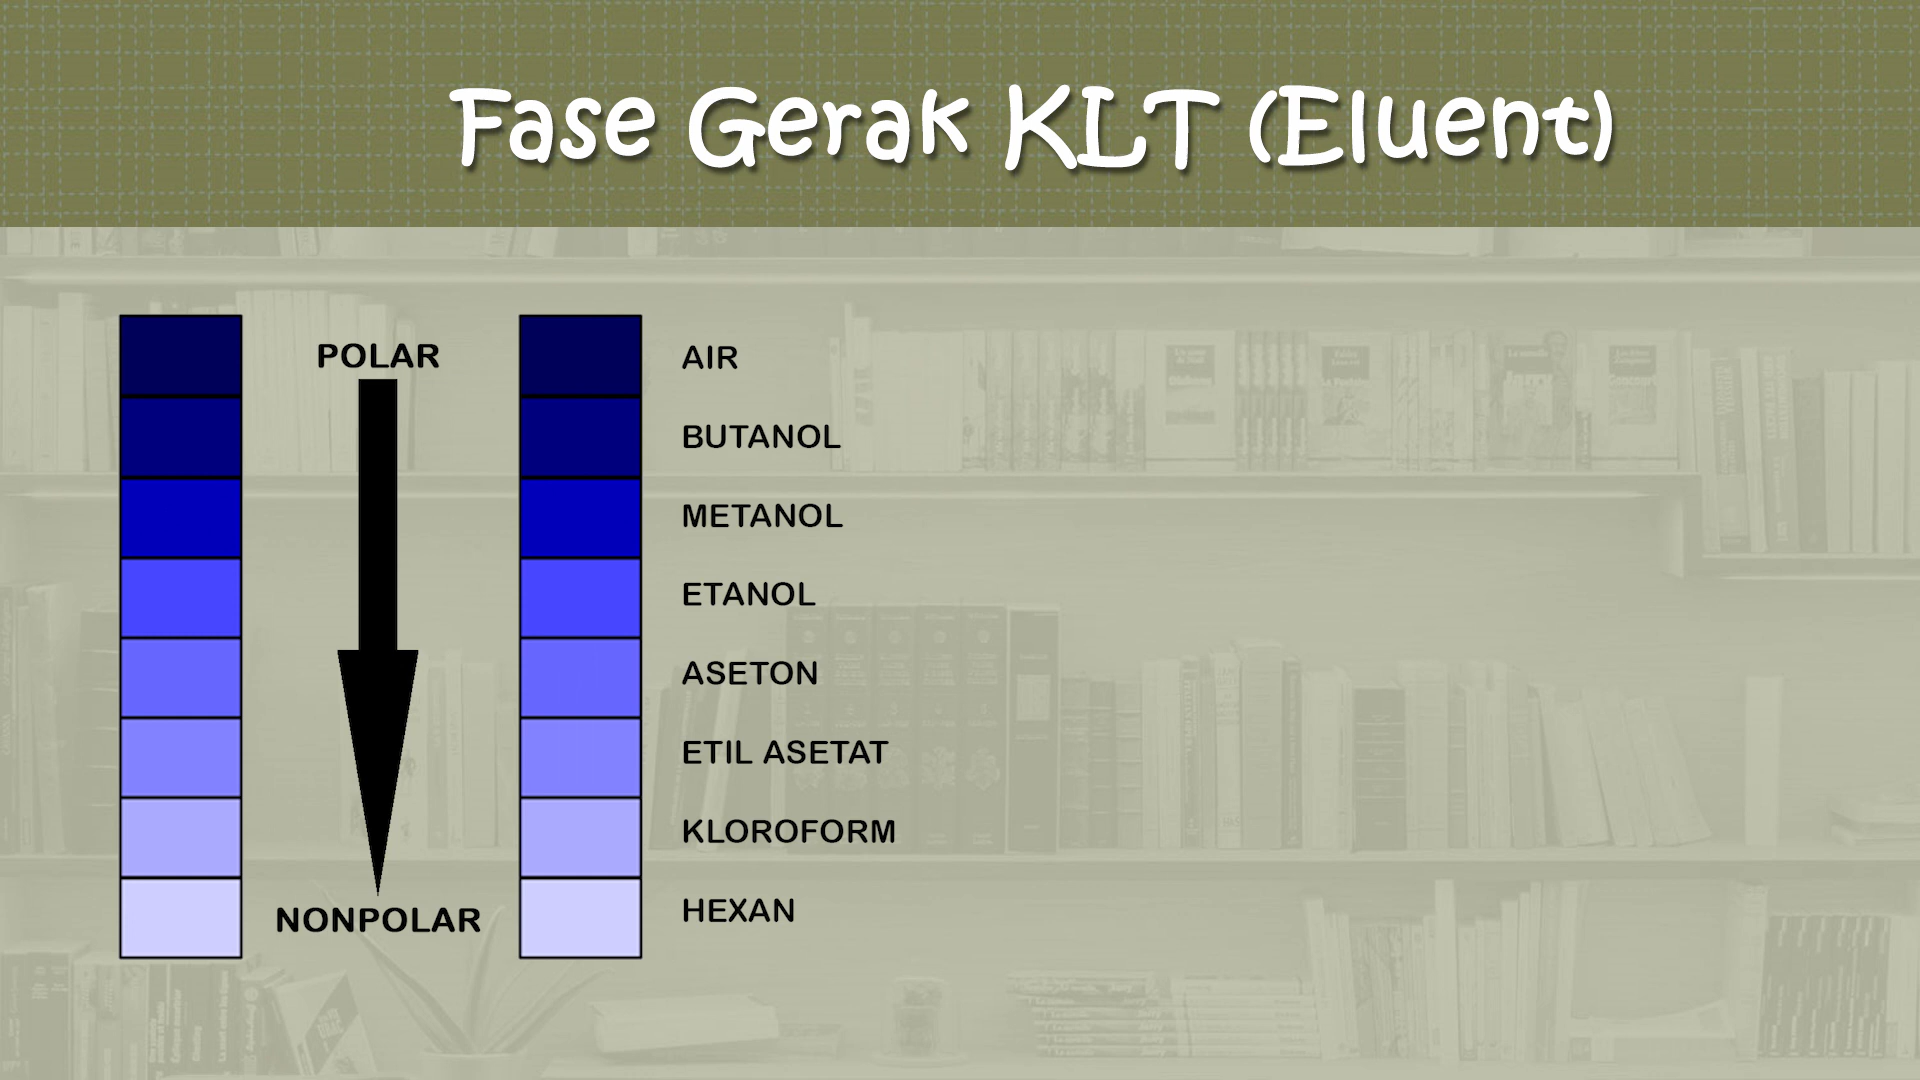 Fase Gerak KLT (Eluent)
POLAR
NONPOLAR
AIR
BUTANOL
METANOL
ETANOL
ASETON
ETIL ASETAT
KLOROFORM
HEXAN